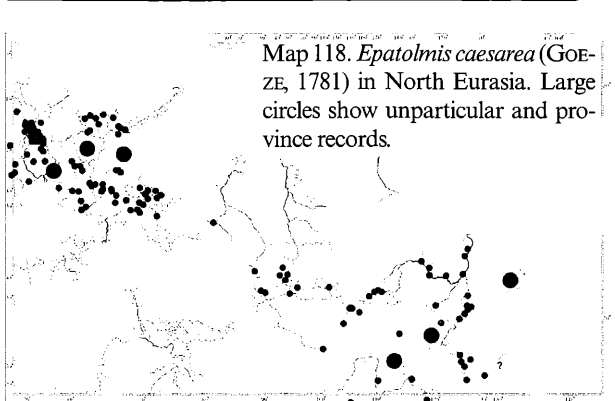 Map 118. Epatolmis caesarea (GOE-
ZE, 1781) in North Eurasia. Large
circles show unparticular and pro-
vince records.
?